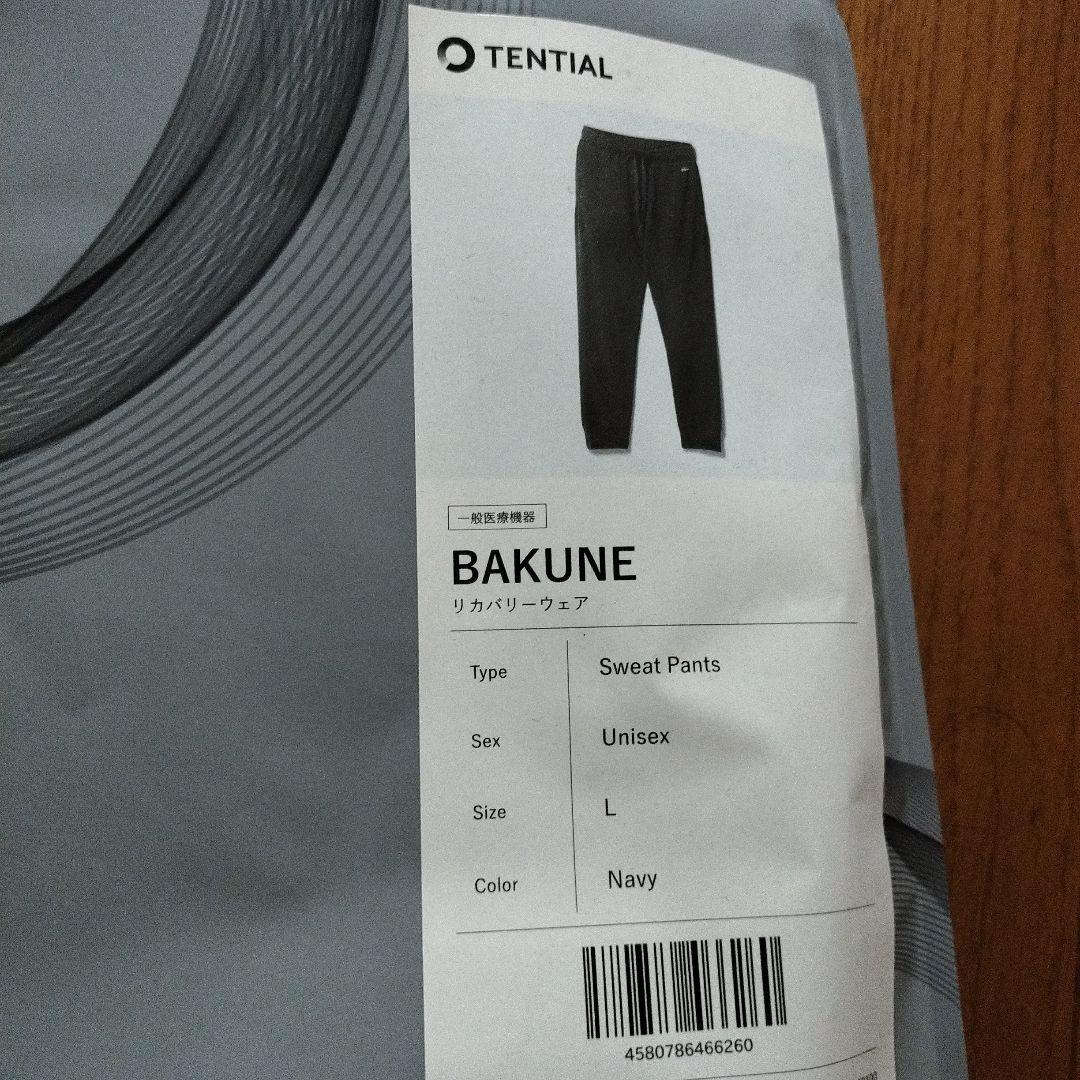 TENTIAL
一般医療機器
BAKUNE
リカバリーウェア
Type Sweat Pants
Sex Unisex
Size L
Color Navy
4580786466260